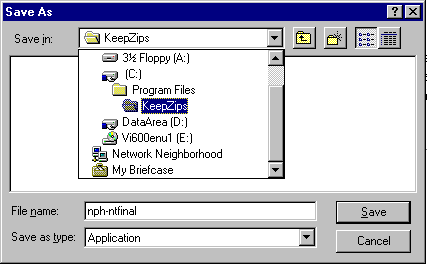 Save As
Save in: KeepZips
3½ Floppy (A:)
(C:)
Program Files
KeepZips
DataArea (D:)
Vi600enu1 (E:)
Network Neighborhood
My Briefcase
File name: nph-ntfinal Save
Save as type: Application Cancel